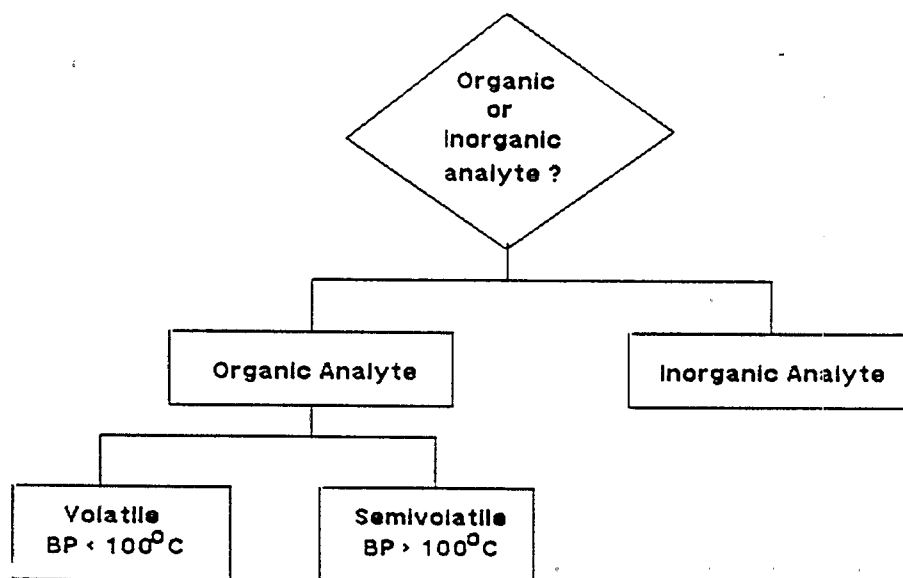 Organic
or
Inorganic
analyte ?
Organic Analyte
Inorganic Analyte
Volatile
BP < 100°C
Semivolatile
BP > 100°C